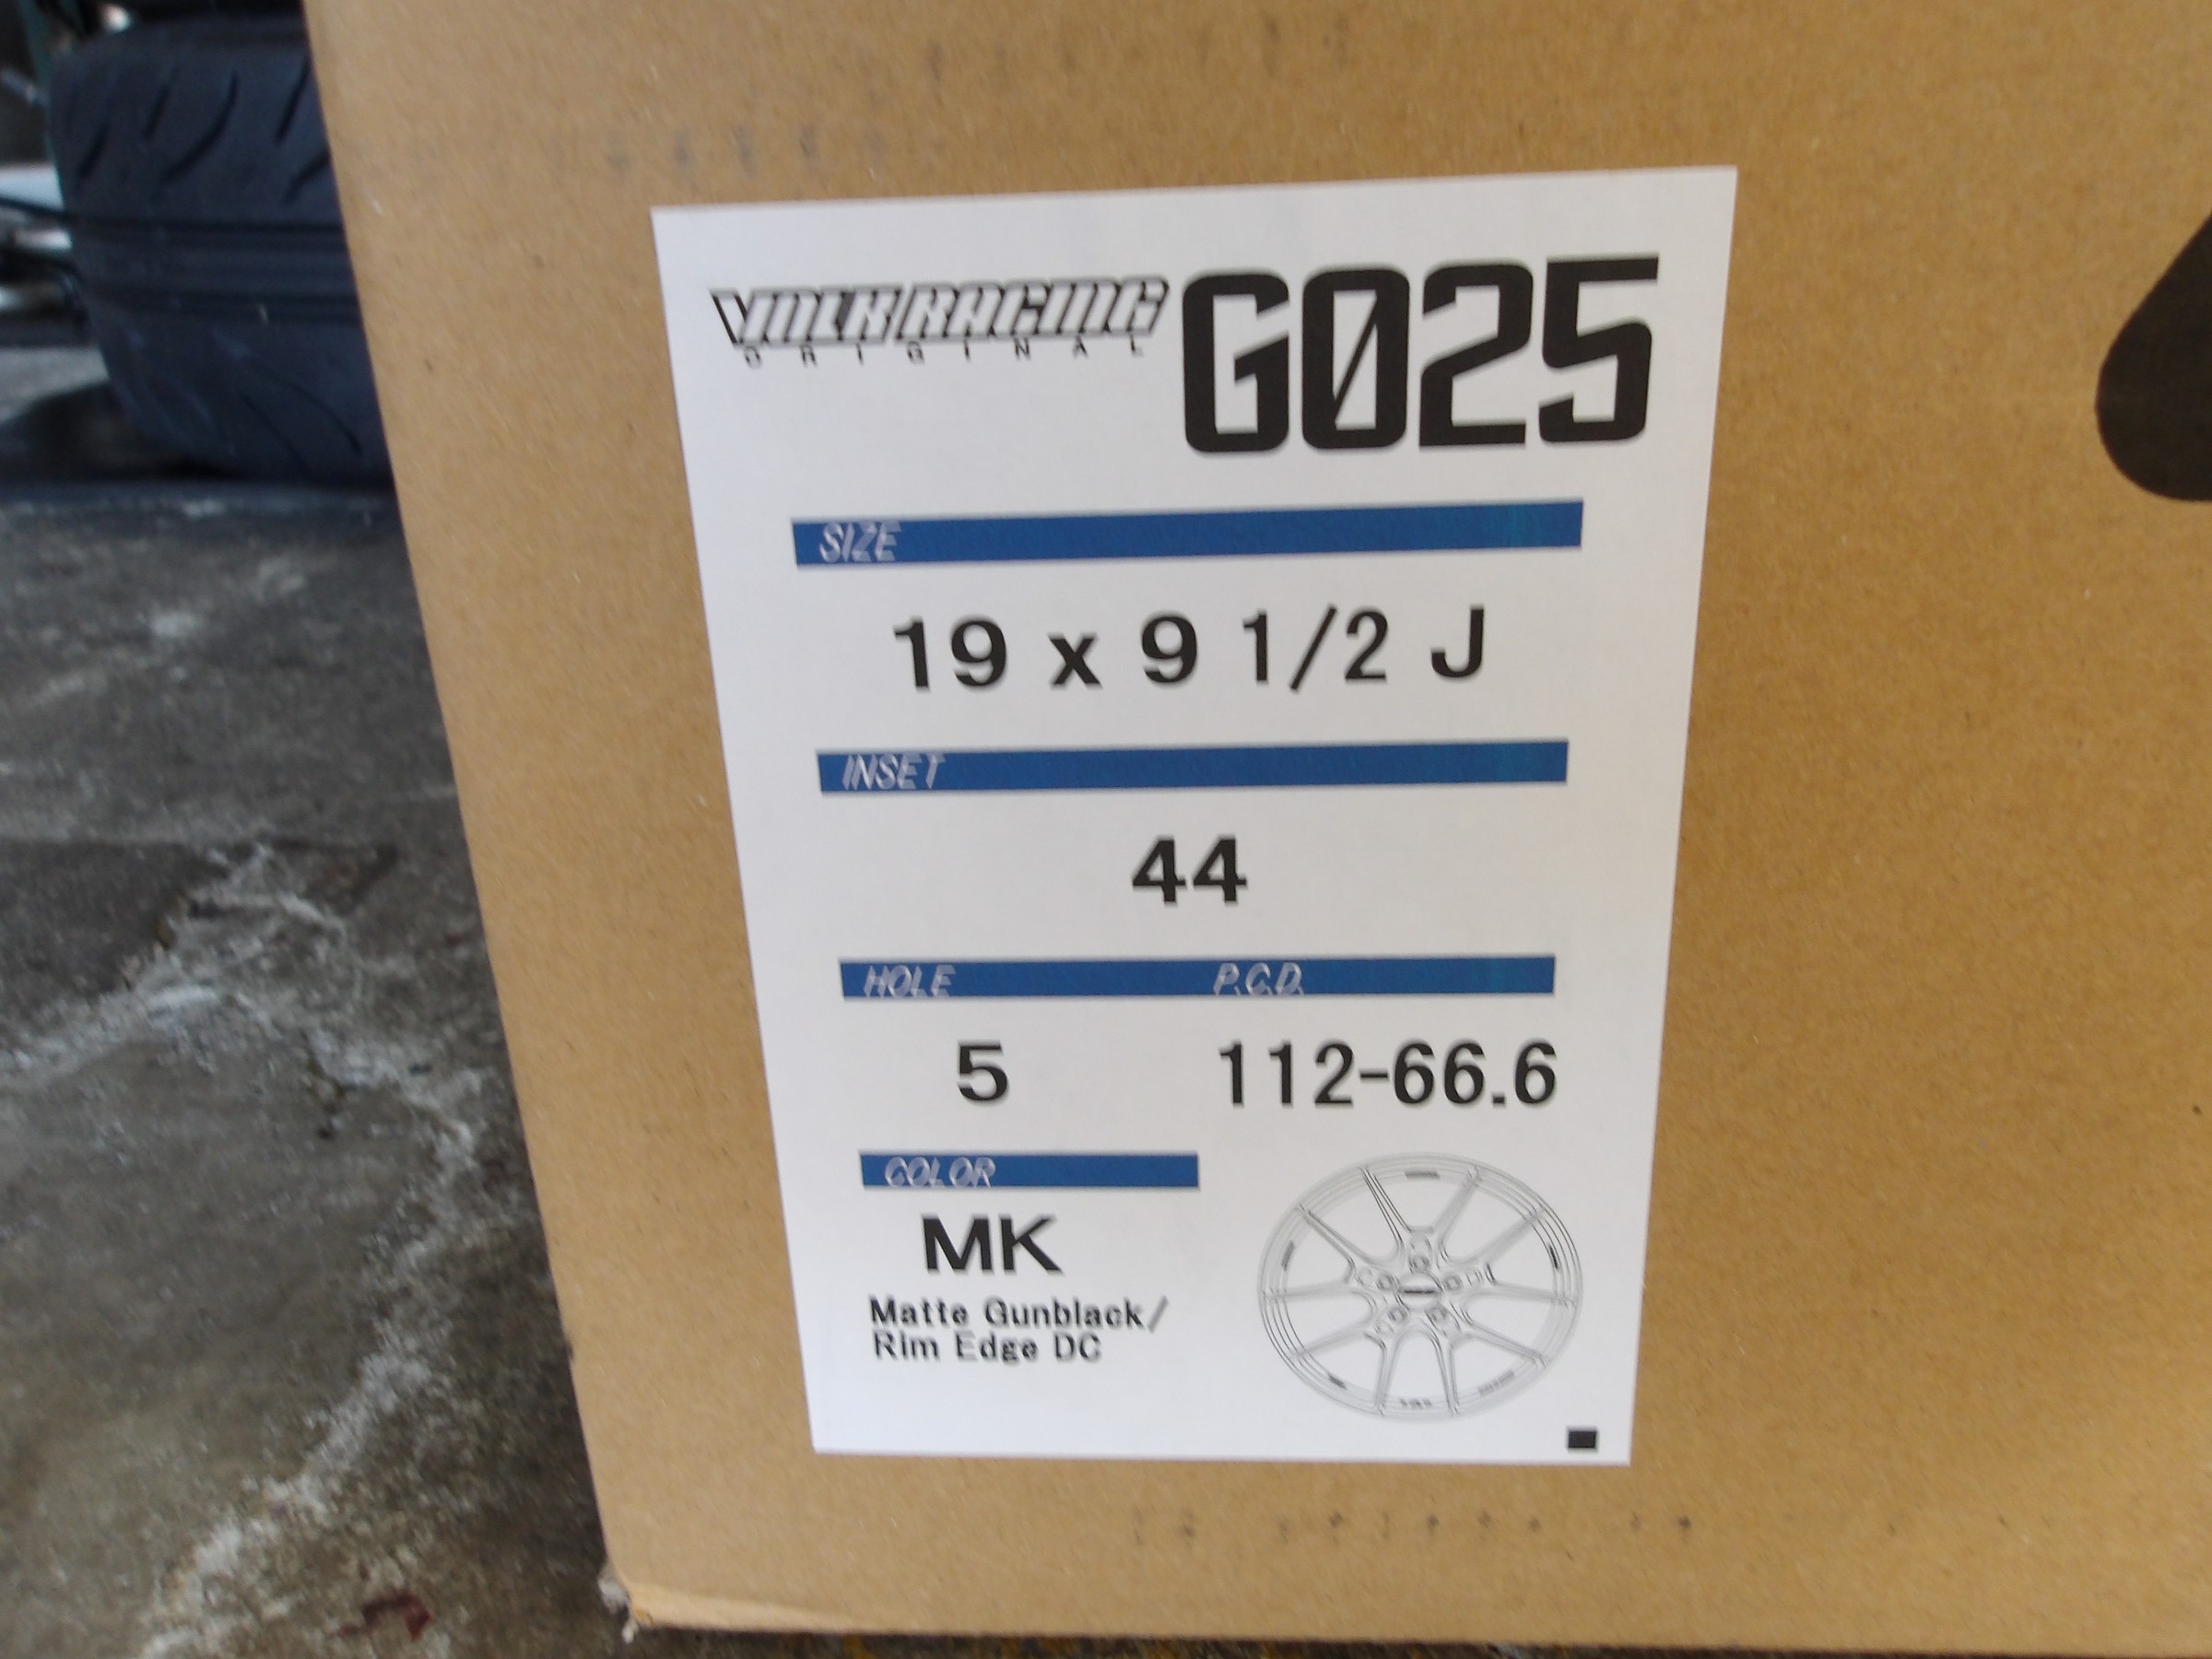 VOLK RACING G025
ORIGINAL
SIZE
19 x 9 1/2 J
INSET
44
HOLE P.C.D.
5 112-66.6
COLOR
MK
Matte Gunblack/
Rim Edge DC